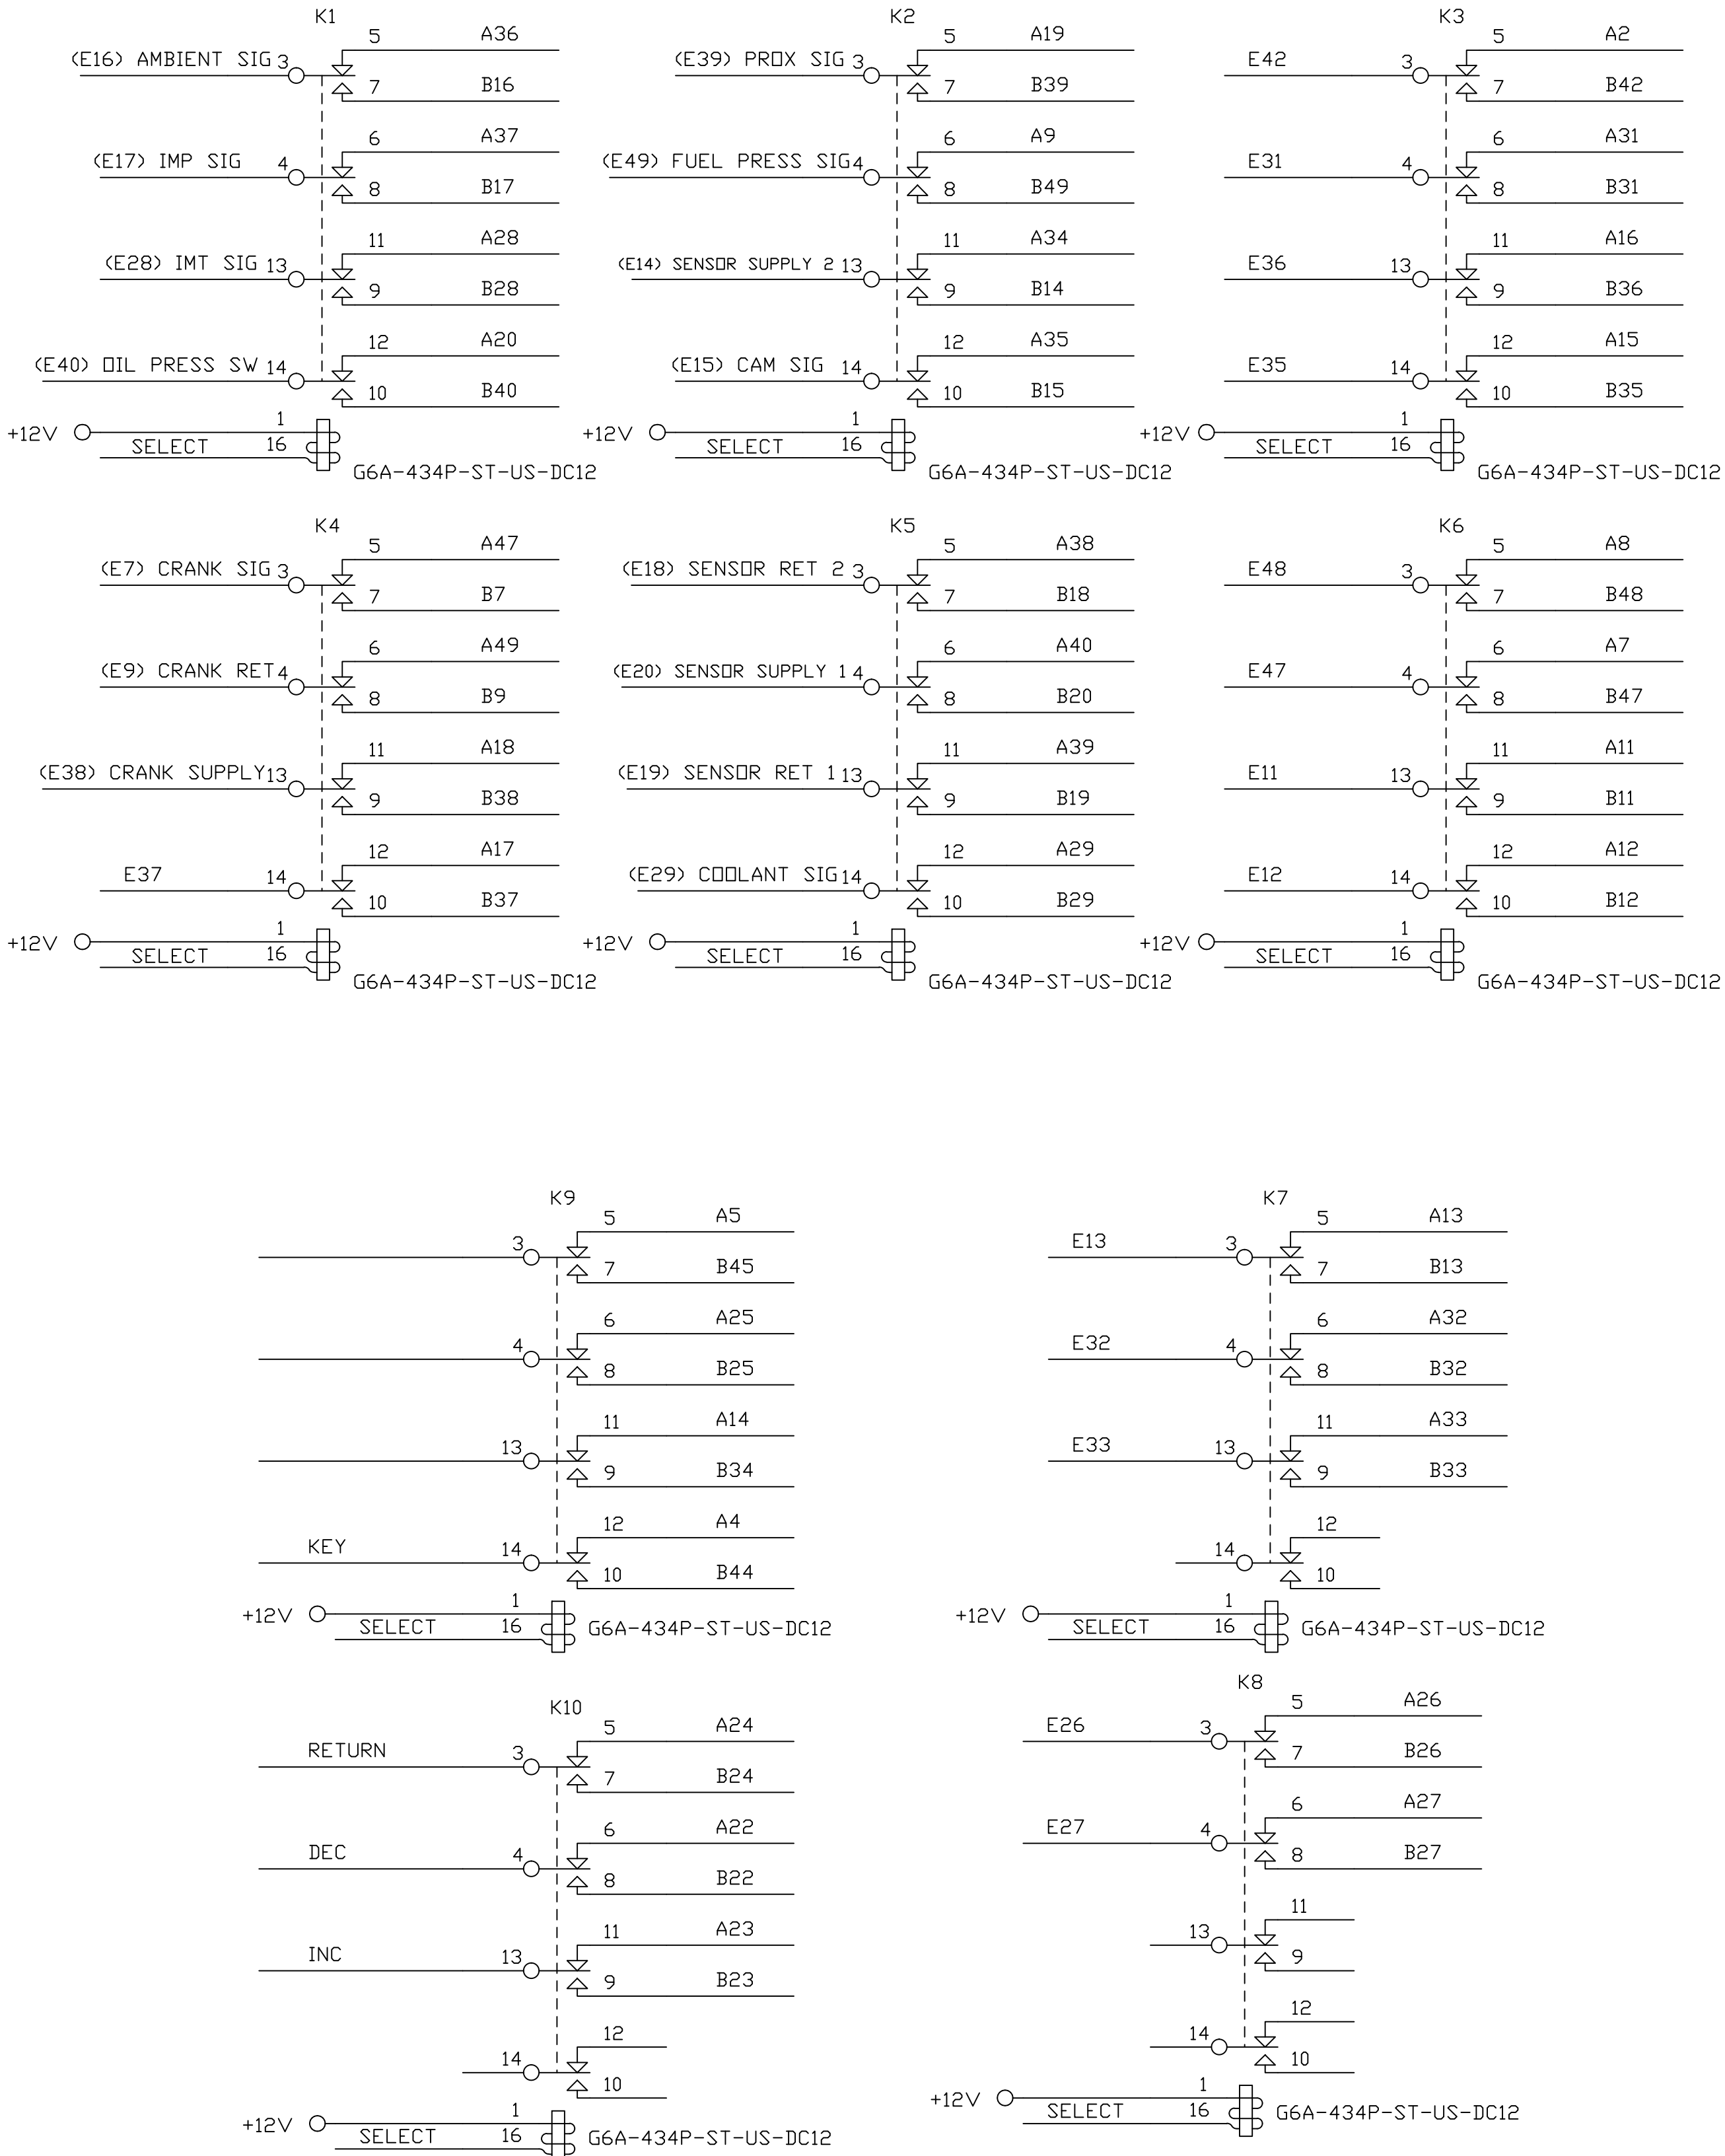 K1
5 A36
(E16) AMBIENT SIG 3
7 B16
6 A37
(E17) IMP SIG 4
8 B17
11 A28
(E28) IMT SIG 13
9 B28
12 A20
(E40) OIL PRESS SW 14
10 B40
+12V 1
SELECT 16
G6A-434P-ST-US-DC12
K2
5 A19
(E39) PROX SIG 3
7 B39
6 A9
(E49) FUEL PRESS SIG 4
8 B49
11 A34
(E14) SENSOR SUPPLY 2 13
9 B14
12 A35
(E15) CAM SIG 14
10 B15
+12V 1
SELECT 16
G6A-434P-ST-US-DC12
K3
5 A2
E42 3
7 B42
6 A31
E31 4
8 B31
11 A16
E36 13
9 B36
12 A15
E35 14
10 B35
+12V 1
SELECT 16
G6A-434P-ST-US-DC12
K4
5 A47
(E7) CRANK SIG 3
7 B7
6 A49
(E9) CRANK RET 4
8 B9
11 A18
(E38) CRANK SUPPLY 13
9 B38
12 A17
E37 14
10 B37
+12V 1
SELECT 16
G6A-434P-ST-US-DC12
K5
5 A38
(E18) SENSOR RET 2 3
7 B18
6 A40
(E20) SENSOR SUPPLY 1 4
8 B20
11 A39
(E19) SENSOR RET 1 13
9 B19
12 A29
(E29) COOLANT SIG 14
10 B29
+12V 1
SELECT 16
G6A-434P-ST-US-DC12
K6
5 A8
E48 3
7 B48
6 A7
E47 4
8 B47
11 A11
E11 13
9 B11
12 A12
E12 14
10 B12
+12V 1
SELECT 16
G6A-434P-ST-US-DC12
K9
5 A5
3
7 B45
6 A25
4
8 B25
11 A14
13
9 B34
12 A4
KEY 14
10 B44
+12V 1
SELECT 16
G6A-434P-ST-US-DC12
K7
5 A13
E13 3
7 B13
6 A32
E32 4
8 B32
11 A33
E33 13
9 B33
12
14
10
+12V 1
SELECT 16
G6A-434P-ST-US-DC12
K10
5 A24
RETURN 3
7 B24
6 A22
DEC 4
8 B22
11 A23
INC 13
9 B23
12
14
10
+12V 1
SELECT 16
G6A-434P-ST-US-DC12
K8
5 A26
E26 3
7 B26
6 A27
E27 4
8 B27
11
13
9
12
14
10
+12V 1
SELECT 16
G6A-434P-ST-US-DC12